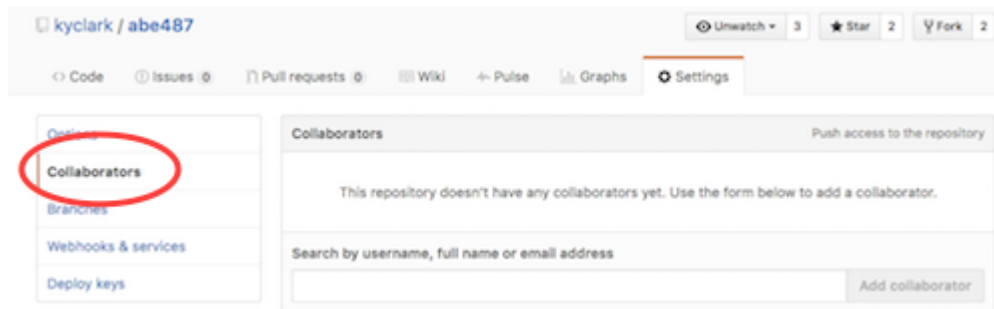 kyclark / abe487
Unwatch 3 Star 2 Fork 2
Code Issues 0 Pull requests 0 Wiki Pulse Graphs Settings
Options
Collaborators
Branches
Webhooks & services
Deploy keys
Collaborators Push access to the repository
This repository doesn't have any collaborators yet. Use the form below to add a collaborator.
Search by username, full name or email address
Add collaborator